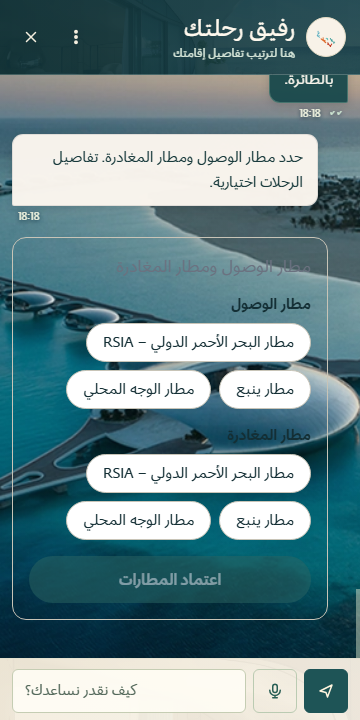 رفيق رحلتك
هنا لترتيب تفاصيل إقامتك
بالطائرة.
18:18
حدد مطار الوصول ومطار المغادرة. تفاصيل
الرحلات اختيارية.
18:18
مطار الوصول ومطار المغادرة
مطار الوصول
مطار البحر الأحمر الدولي – RSIA
مطار ينبع
مطار الوجه المحلي
مطار المغادرة
مطار البحر الأحمر الدولي – RSIA
مطار ينبع
مطار الوجه المحلي
اعتماد المطارات
كيف نقدر نساعدك؟